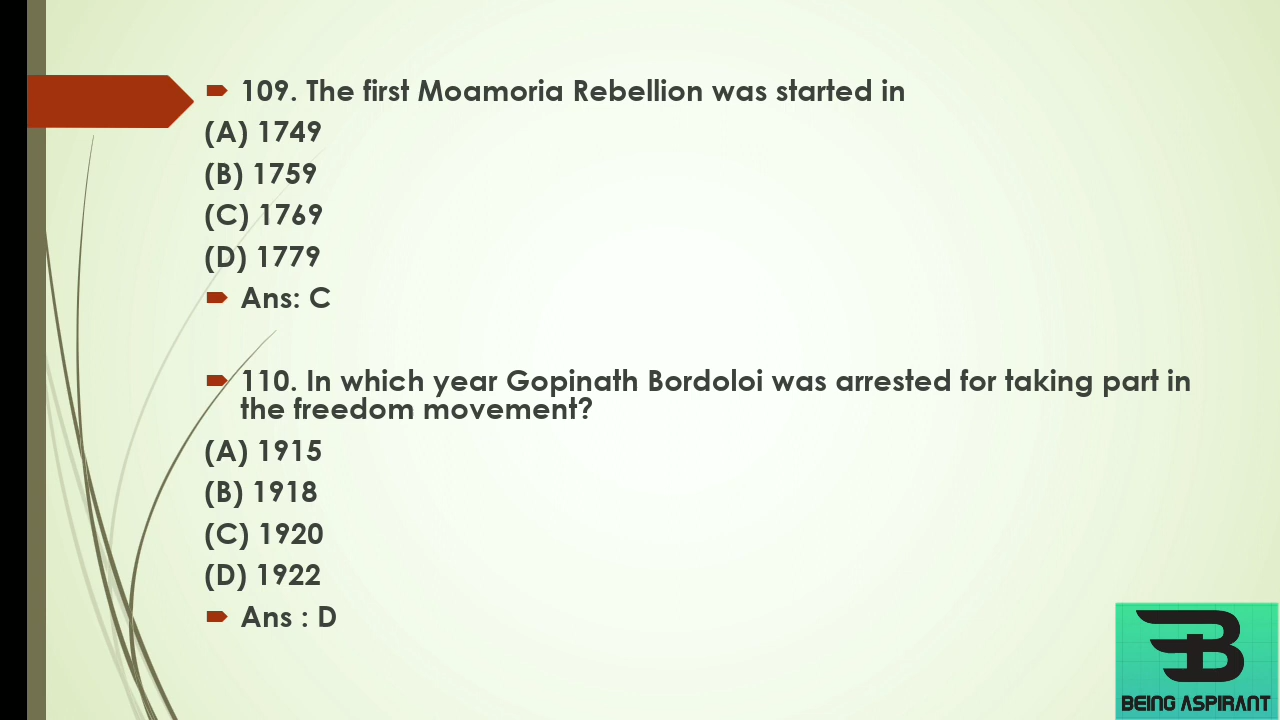 109. The first Moamoria Rebellion was started in
(A) 1749
(B) 1759
(C) 1769
(D) 1779
Ans: C
110. In which year Gopinath Bordoloi was arrested for taking part in
the freedom movement?
(A) 1915
(B) 1918
(C) 1920
(D) 1922
Ans : D
BEING ASPIRANT